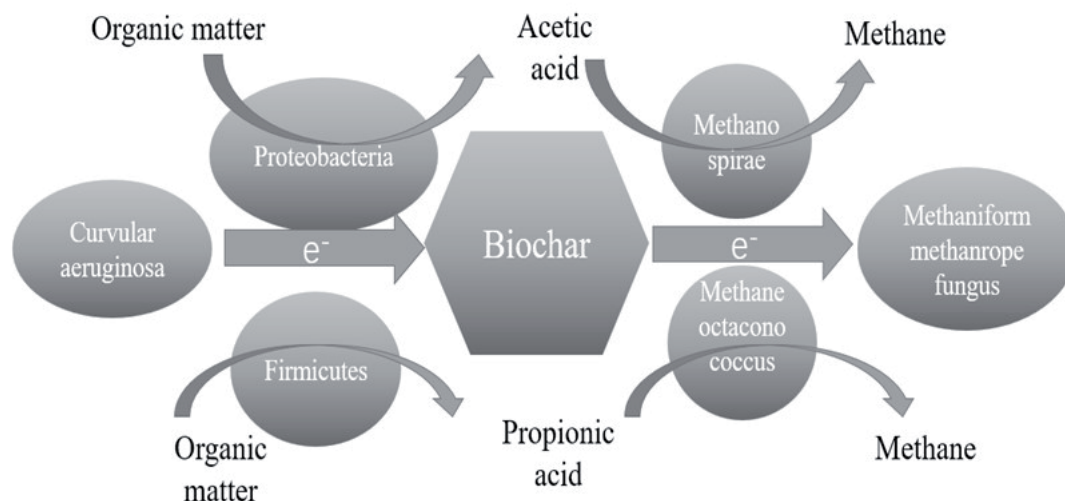 Organic matter
Acetic
acid
Methane
Proteobacteria
Methano
spirae
Curvular
aeruginosa
e-
Biochar
e-
Methaniform
methanrope
fungus
Firmicutes
Methane
octacono
coccus
Organic
matter
Propionic
acid
Methane